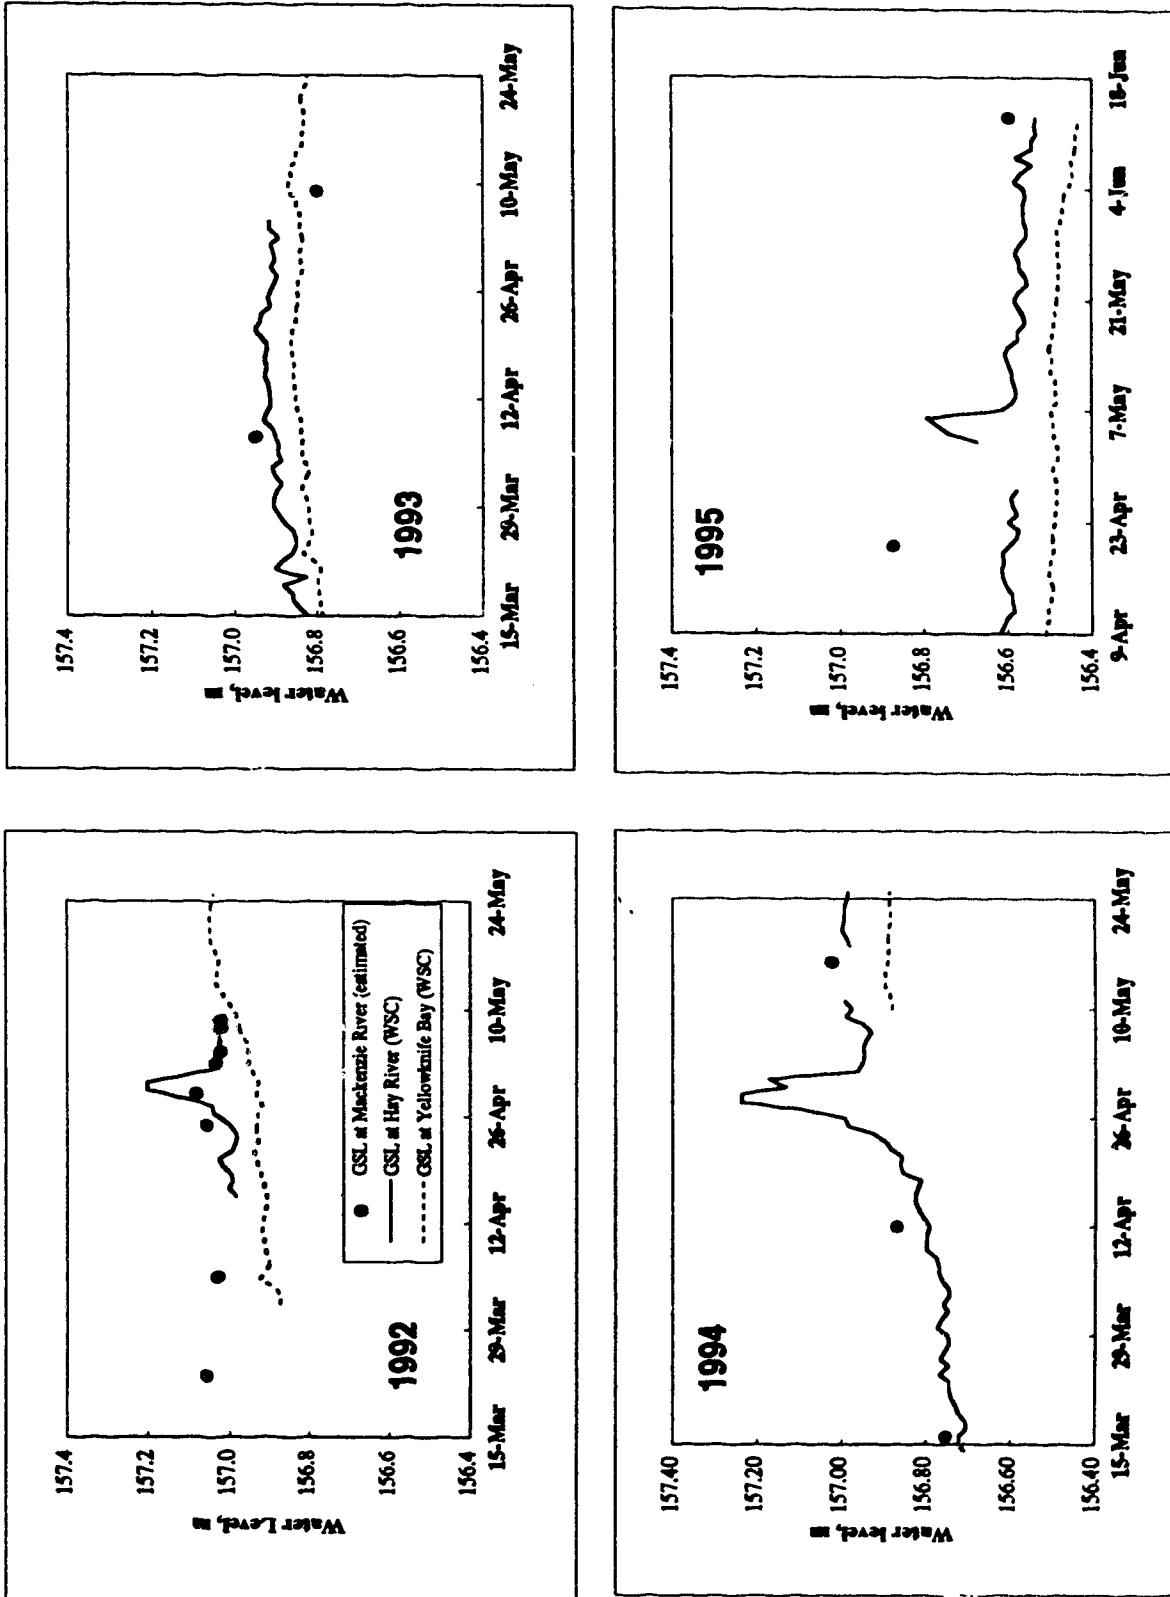 1992
Water Level, m
157.4
157.2
157.0
156.8
156.6
156.4
15-Mar
29-Mar
12-Apr
26-Apr
10-May
24-May
GSL at Mackenzie River (estimated)
GSL at Hay River (WSC)
GSL at Yellowknife Bay (WSC)
1993
Water level, m
157.4
157.2
157.0
156.8
156.6
156.4
15-Mar
29-Mar
12-Apr
26-Apr
10-May
24-May
1994
Water level, m
157.40
157.20
157.00
156.80
156.60
156.40
15-Mar
29-Mar
12-Apr
26-Apr
10-May
24-May
1995
Water level, m
157.4
157.2
157.0
156.8
156.6
156.4
9-Apr
23-Apr
7-May
21-May
4-Jun
18-Jun